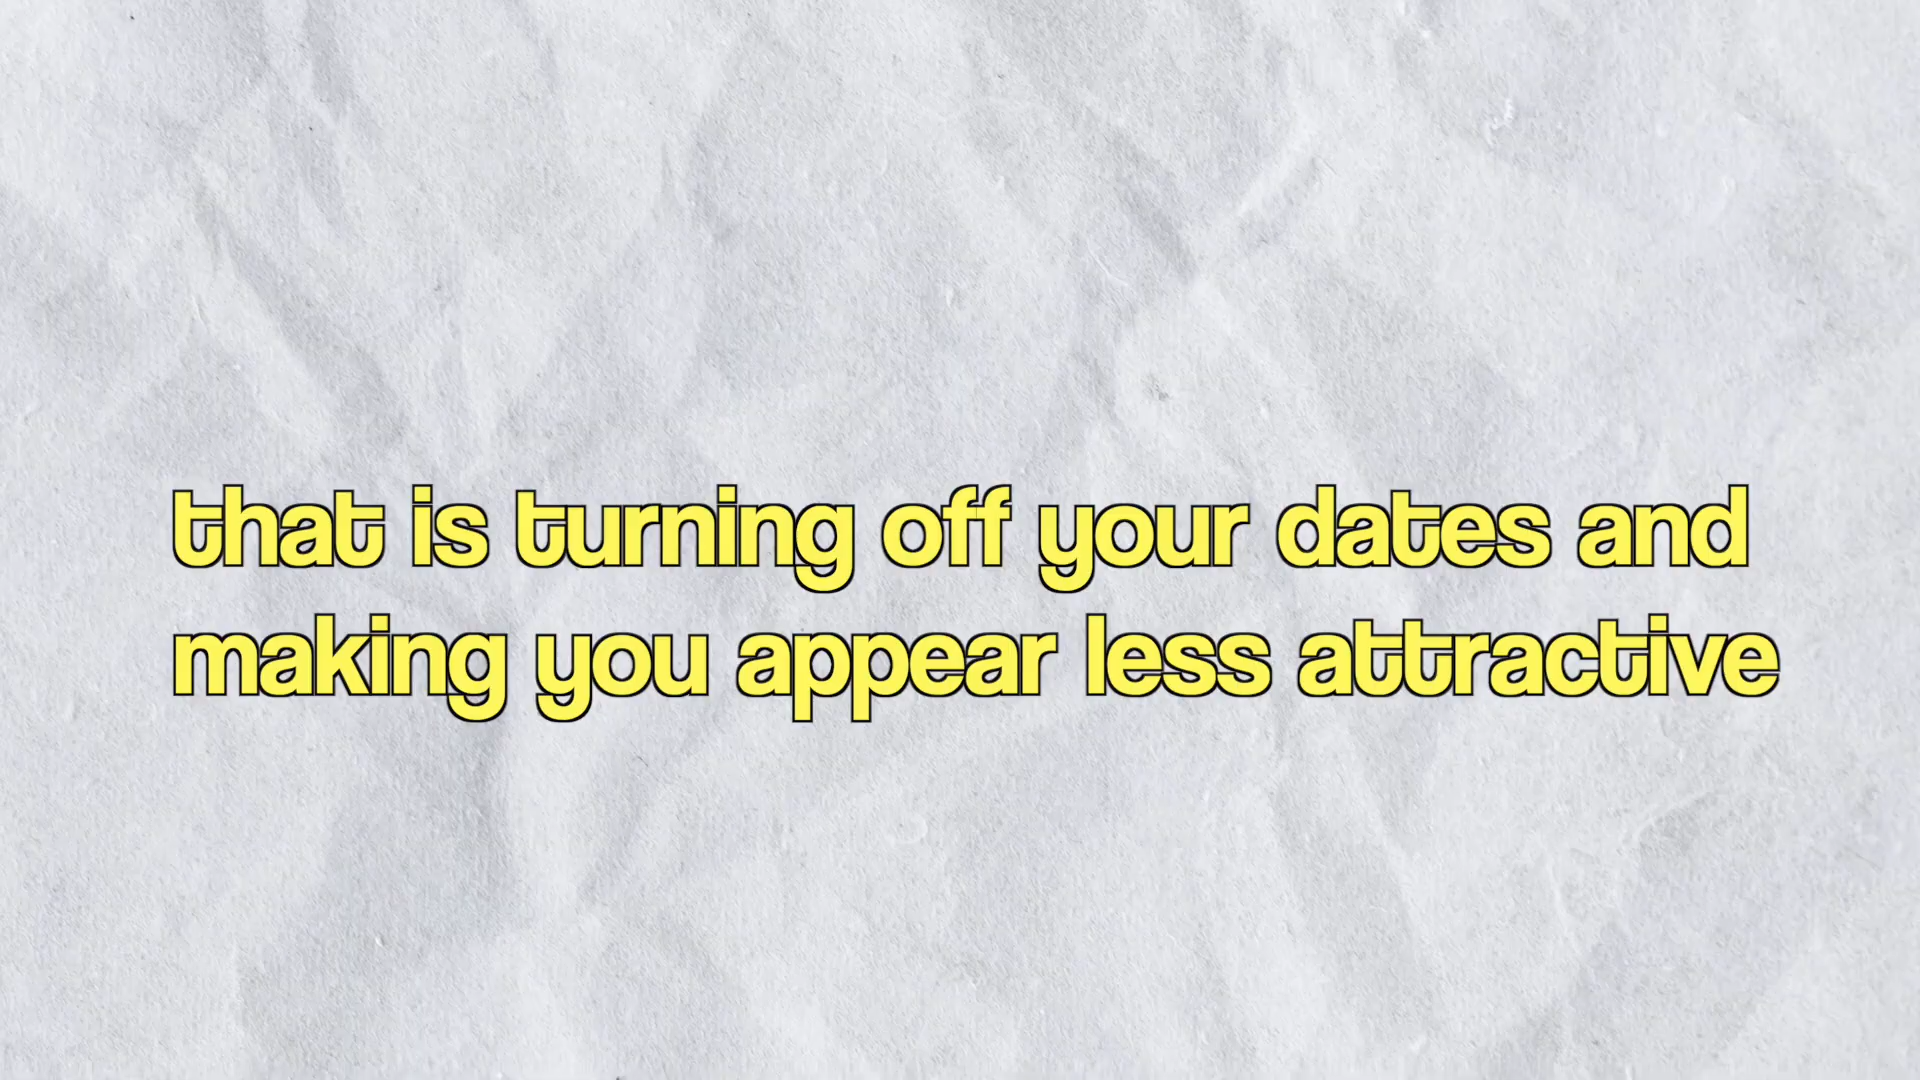 that is turning off your dates and
making you appear less attractive